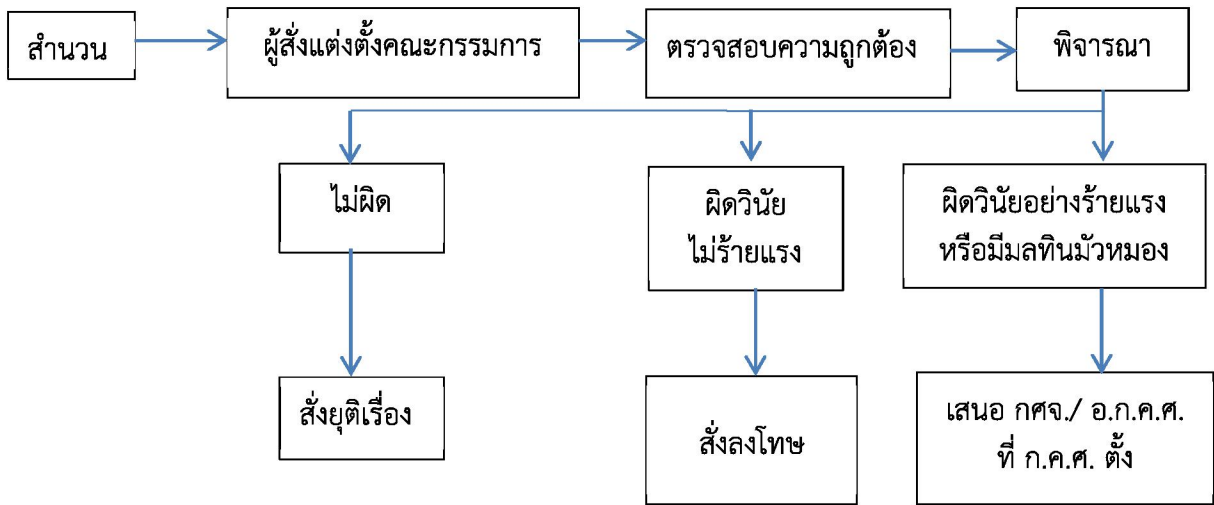 สำนวน
ผู้สั่งแต่งตั้งคณะกรรมการ
ตรวจสอบความถูกต้อง
พิจารณา
ไม่ผิด
ผิดวินัย
ไม่ร้ายแรง
ผิดวินัยอย่างร้ายแรง
หรือมีมลทินมัวหมอง
สั่งยุติเรื่อง
สั่งลงโทษ
เสนอ กศจ./ อ.ก.ค.ศ.
ที่ ก.ค.ศ. ตั้ง